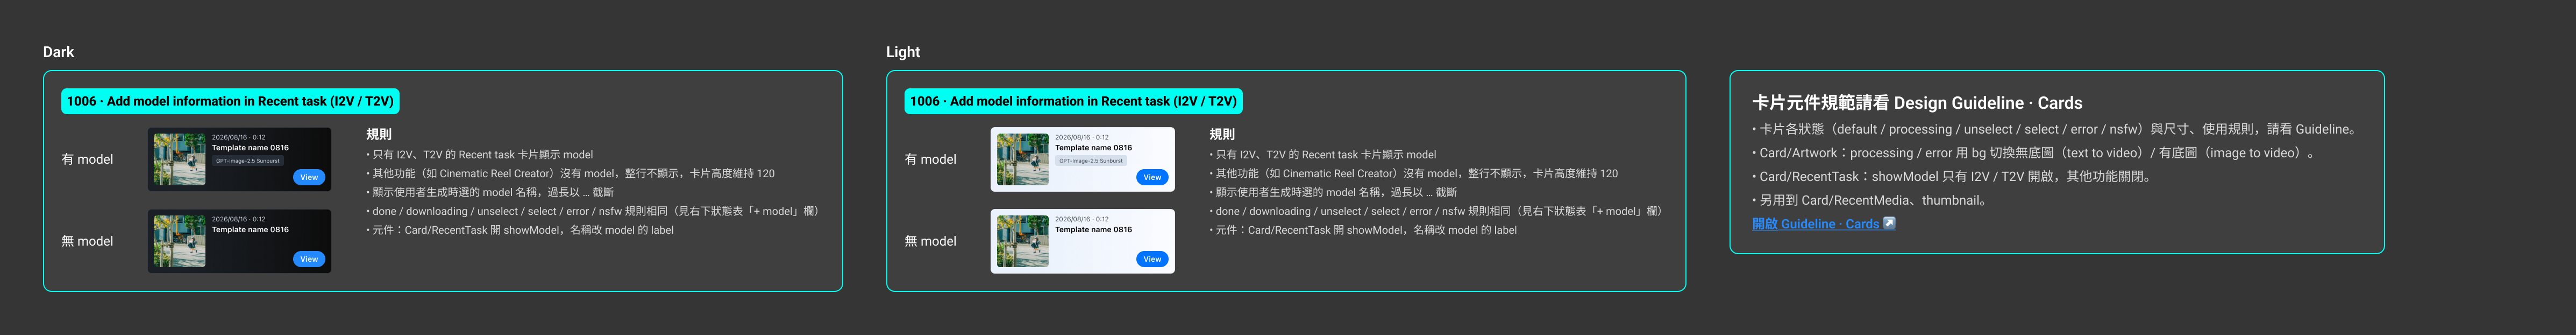 Dark
1006 · Add model information in Recent task (I2V / T2V)
有 model
2026/08/16 · 0:12
Template name 0816
GPT-Image-2.5 Sunburst
View
無 model
2026/08/16 · 0:12
Template name 0816
View
規則
• 只有 I2V、T2V 的 Recent task 卡片顯示 model
• 其他功能（如 Cinematic Reel Creator）沒有 model，整行不顯示，卡片高度維持 120
• 顯示使用者生成時選的 model 名稱，過長以 … 截斷
• done / downloading / unselect / select / error / nsfw 規則相同（見右下狀態表「+ model」欄）
• 元件：Card/RecentTask 開 showModel，名稱改 model 的 label
Light
1006 · Add model information in Recent task (I2V / T2V)
有 model
2026/08/16 · 0:12
Template name 0816
GPT-Image-2.5 Sunburst
View
無 model
2026/08/16 · 0:12
Template name 0816
View
規則
• 只有 I2V、T2V 的 Recent task 卡片顯示 model
• 其他功能（如 Cinematic Reel Creator）沒有 model，整行不顯示，卡片高度維持 120
• 顯示使用者生成時選的 model 名稱，過長以 … 截斷
• done / downloading / unselect / select / error / nsfw 規則相同（見右下狀態表「+ model」欄）
• 元件：Card/RecentTask 開 showModel，名稱改 model 的 label
卡片元件規範請看 Design Guideline · Cards
• 卡片各狀態（default / processing / unselect / select / error / nsfw）與尺寸、使用規則，請看 Guideline。
• Card/Artwork：processing / error 用 bg 切換無底圖（text to video）/ 有底圖（image to video）。
• Card/RecentTask：showModel 只有 I2V / T2V 開啟，其他功能關閉。
• 另用到 Card/RecentMedia、thumbnail。
開啟 Guideline · Cards ↗